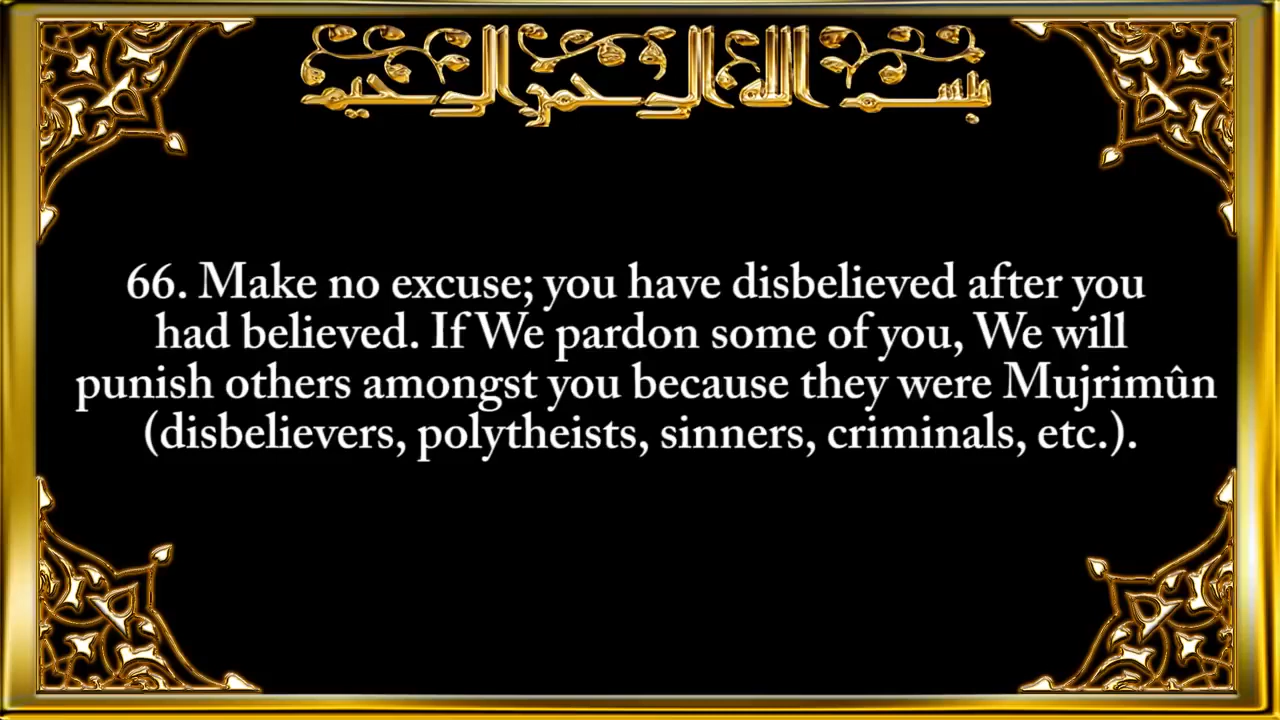 بسم الله الرحمن الرحيم
66. Make no excuse; you have disbelieved after you
had believed. If We pardon some of you, We will
punish others amongst you because they were Mujrimûn
(disbelievers, polytheists, sinners, criminals, etc.).